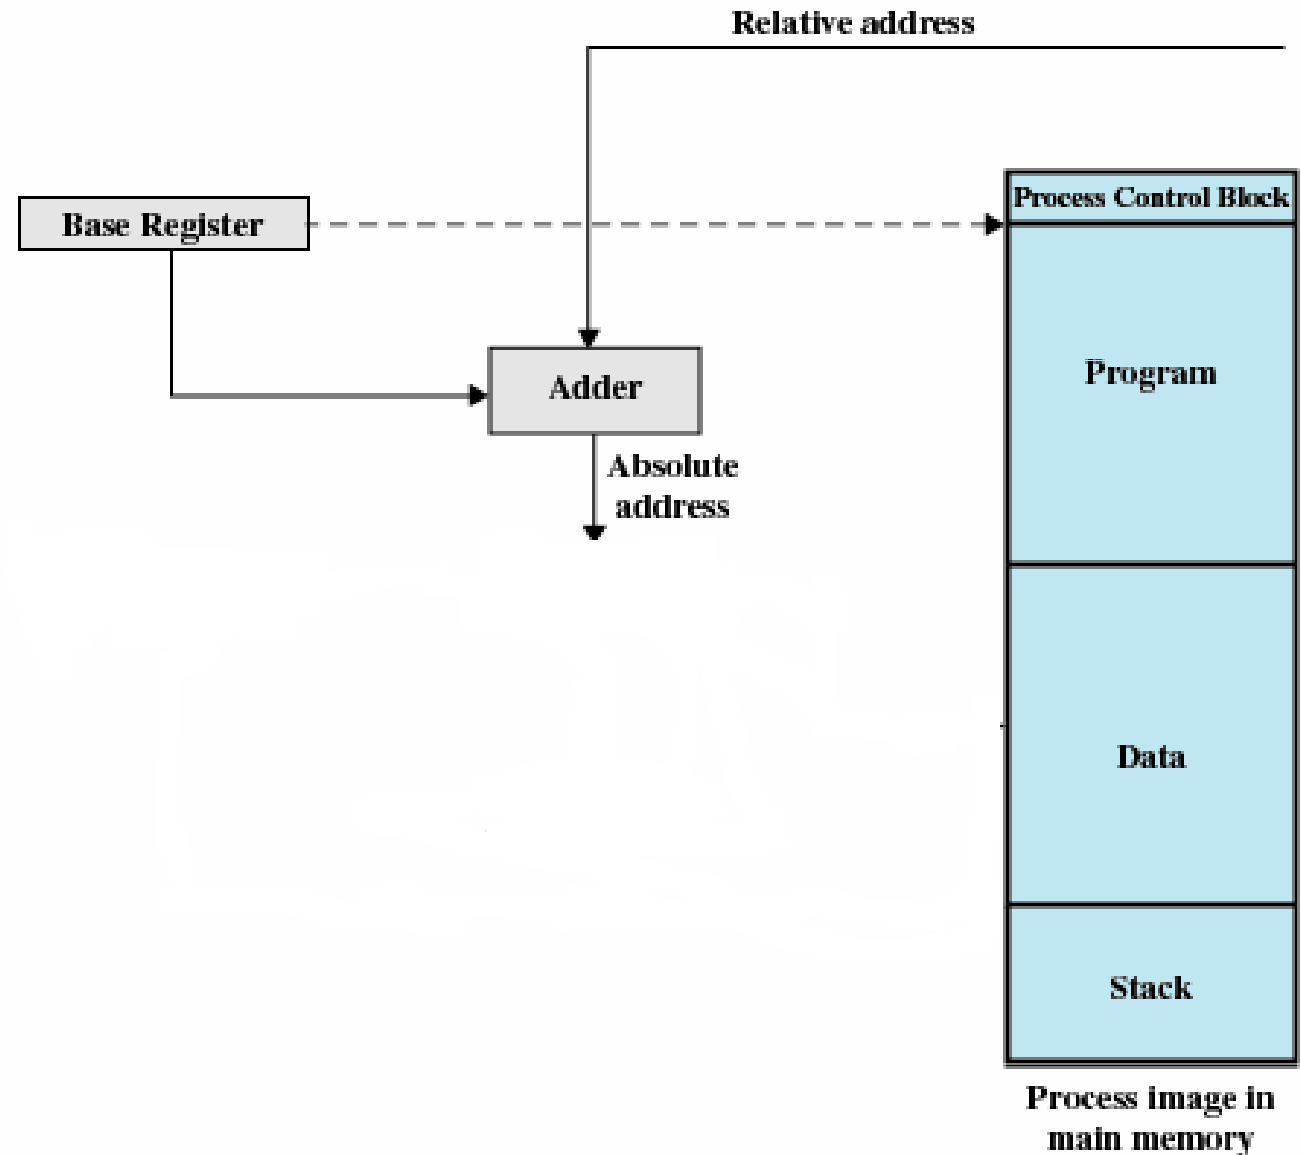 Relative address
Process Control Block
Base Register
Program
Adder
Absolute
address
Data
Stack
Process image in
main memory